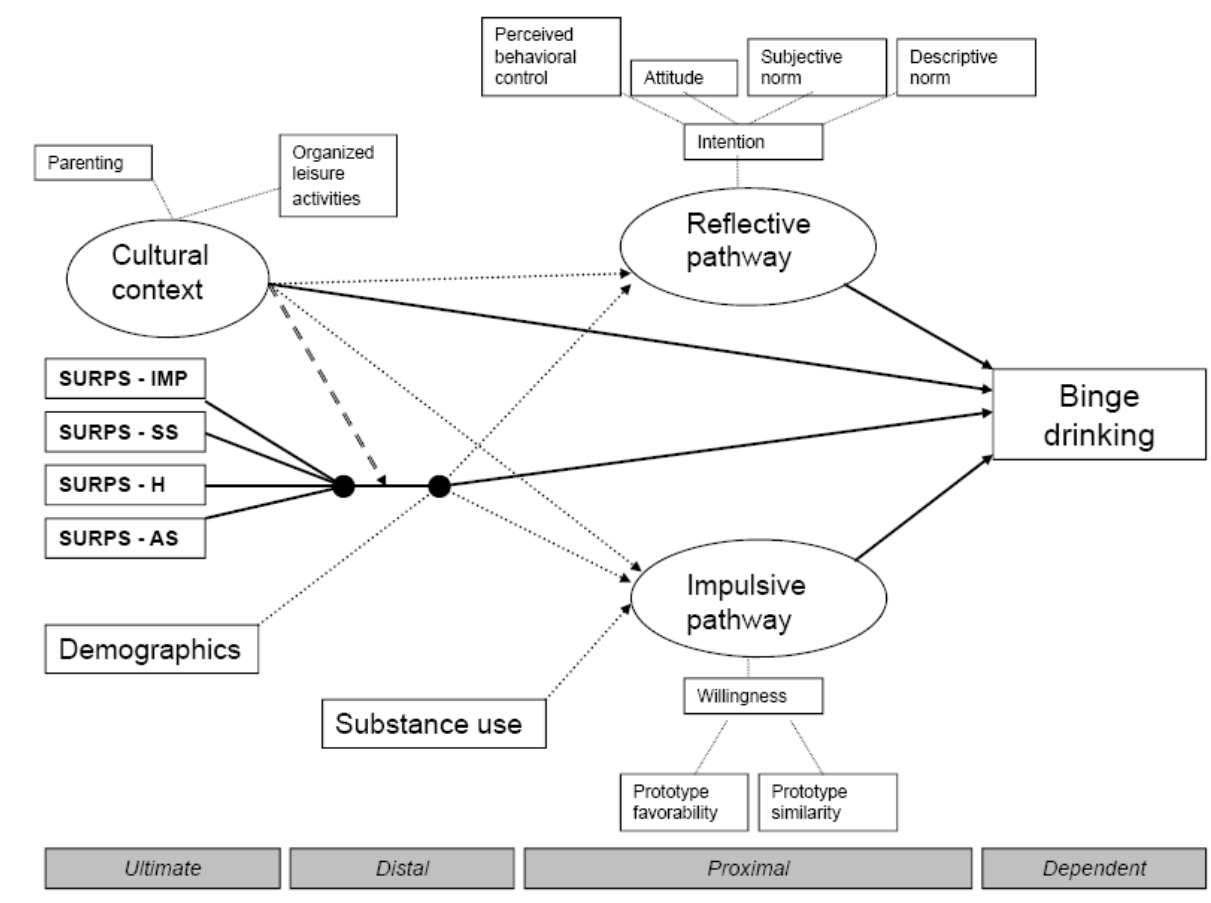 Perceived
behavioral
control
Attitude
Subjective
norm
Descriptive
norm
Intention
Parenting
Organized
leisure
activities
Reflective
pathway
Cultural
context
SURPS - IMP
SURPS - SS
SURPS - H
SURPS - AS
Binge
drinking
Impulsive
pathway
Demographics
Substance use
Willingness
Prototype
favorability
Prototype
similarity
Ultimate
Distal
Proximal
Dependent